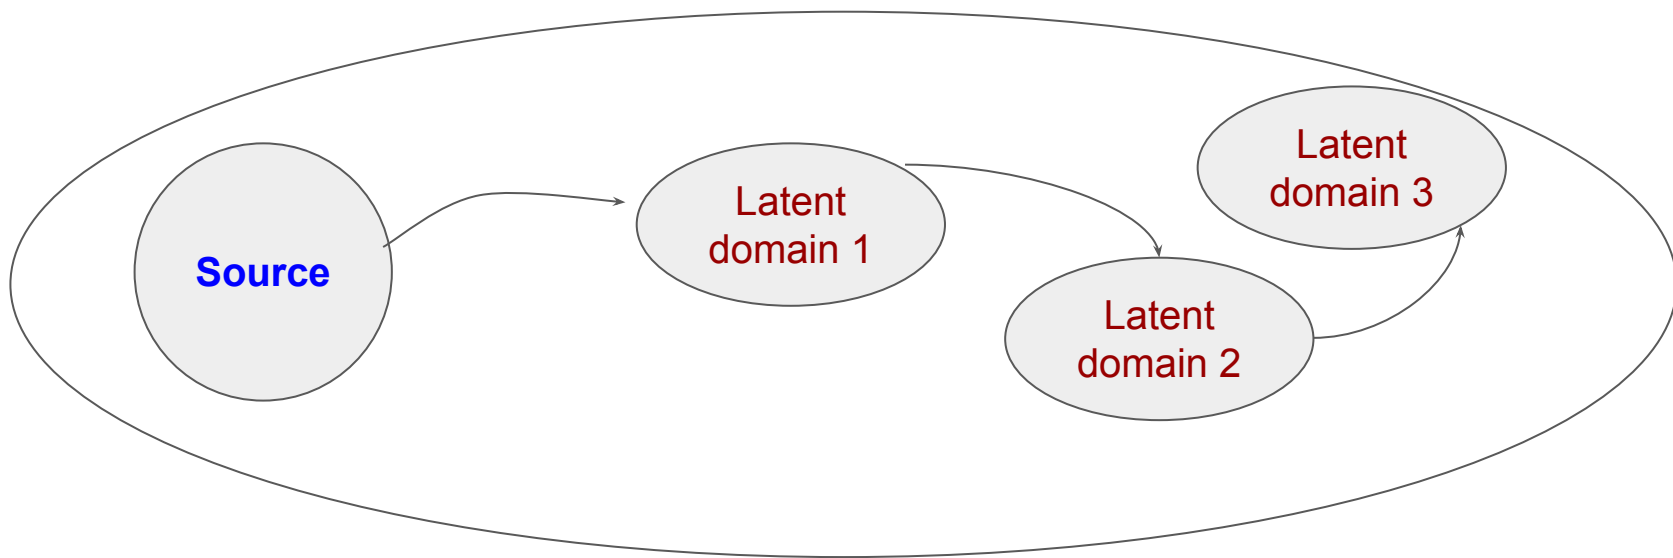 Source
Latent
domain 1
Latent
domain 2
Latent
domain 3